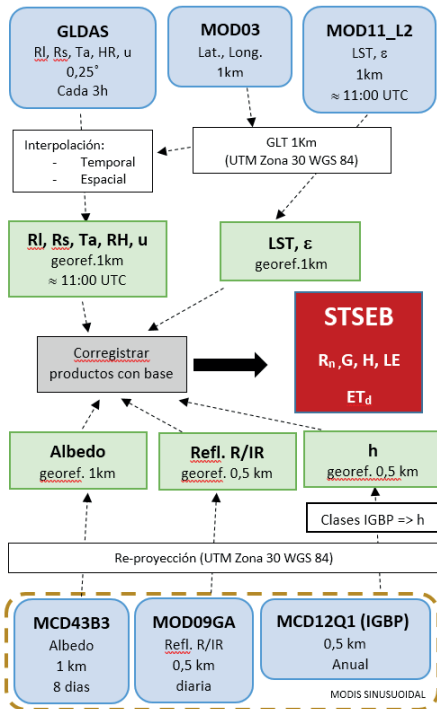 GLDAS
Rl, Rs, Ta, HR, u
0,25˚
Cada 3h
MOD03
Lat., Long.
1km
MOD11_L2
LST, ε
1km
≈ 11:00 UTC
Interpolación:
- Temporal
- Espacial
GLT 1Km
(UTM Zona 30 WGS 84)
Rl, Rs, Ta, RH, u
georef.1km
≈ 11:00 UTC
LST, ε
georef.1km
Corregistrar
productos con base
STSEB
Rn ,G, H, LE
ETd
Albedo
georef. 1km
Refl. R/IR
georef. 0,5 km
h
georef. 0,5 km
Clases IGBP => h
Re-proyección (UTM Zona 30 WGS 84)
MCD43B3
Albedo
1 km
8 dias
MOD09GA
Refl. R/IR
0,5 km
diaria
MCD12Q1 (IGBP)
0,5 km
Anual
MODIS SINUSUOIDAL